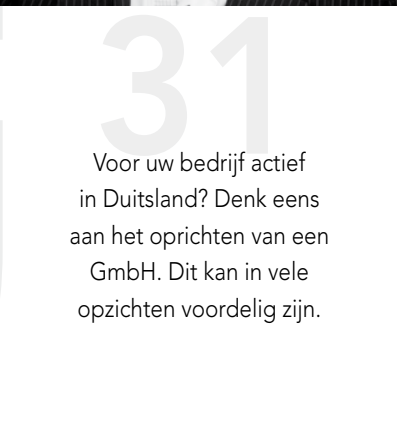 31
Voor uw bedrijf actief
in Duitsland? Denk eens
aan het oprichten van een
GmbH. Dit kan in vele
opzichten voordelig zijn.